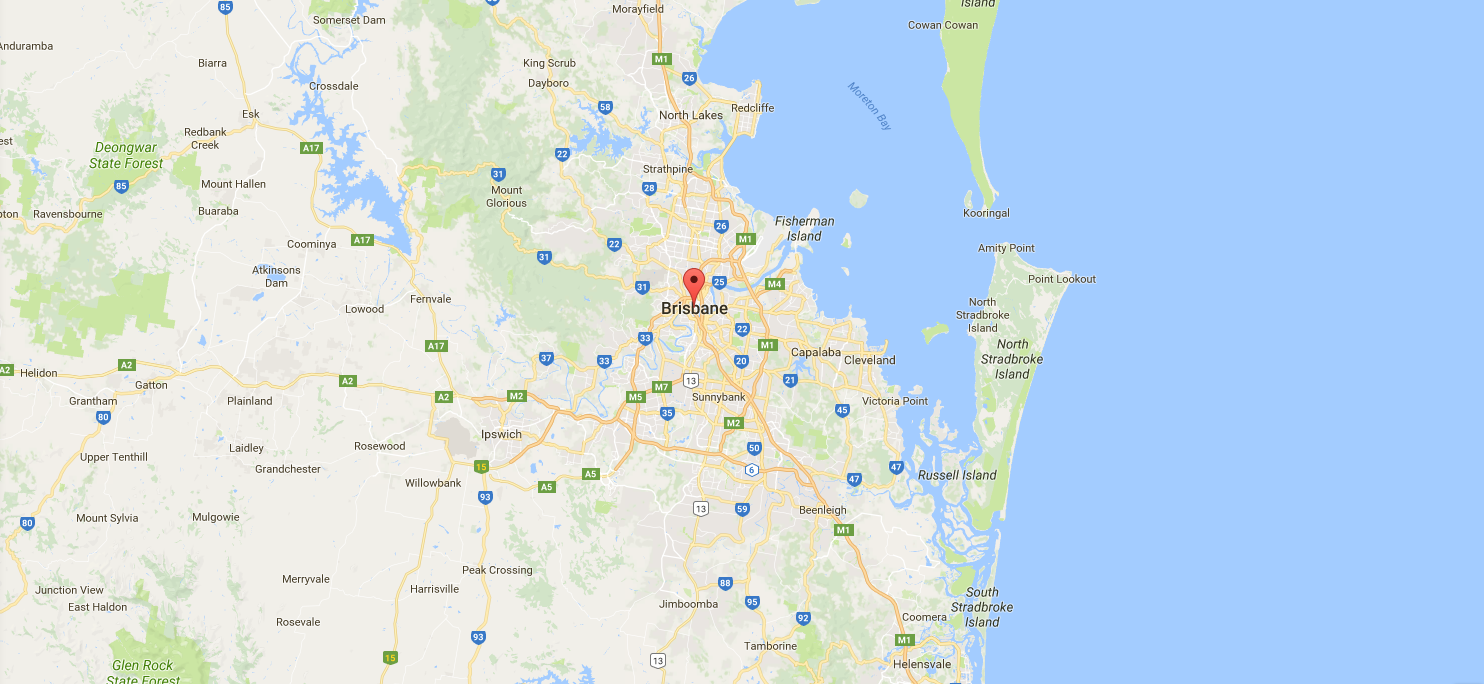 85
Somerset Dam
Morayfield
Island
Cowan Cowan
Anduramba
Biarra
King Scrub
M1
26
Dayboro
Crossdale
Moreton Bay
58
Redcliffe
Esk
North Lakes
Redbank
Creek
est
A17
Deongwar
State Forest
22
Strathpine
31
28
85
Mount Hallen
Mount
Glorious
pton
Ravensbourne
Buaraba
Kooringal
26
Fisherman
Island
A17
Coominya
22
M1
Amity Point
31
Atkinsons
Dam
Point Lookout
31
25
M4
Fernvale
Lowood
Brisbane
North
Stradbroke
Island
22
33
A17
M1
37
33
20
Capalaba
Cleveland
North
Stradbroke
Island
A2
A2
Helidon
Gatton
A2
13
21
M7
A2
M2
M5
Sunnybank
Grantham
Plainland
Victoria Point
80
35
45
M2
Ipswich
Laidley
Rosewood
50
Upper Tenthill
Grandchester
15
6
47
A5
Russell Island
Willowbank
A5
47
93
13
59
Beenleigh
80
Mount Sylvia
Mulgowie
M1
Peak Crossing
Merryvale
88
Junction View
Harrisville
South
Stradbroke
Island
East Haldon
Jimboomba
95
92
Coomera
Rosevale
93
M1
Tamborine
15
13
Glen Rock
State Forest
Helensvale